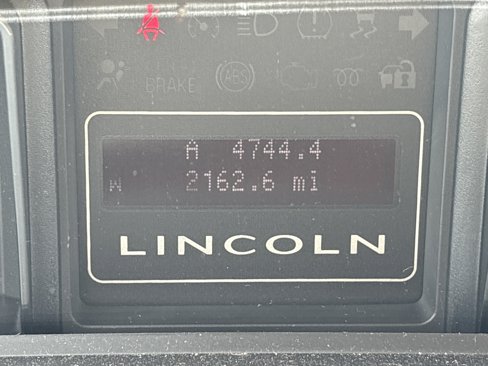 BRAKE
ABS
A 4744.4
W 2162.6 mi
LINCOLN